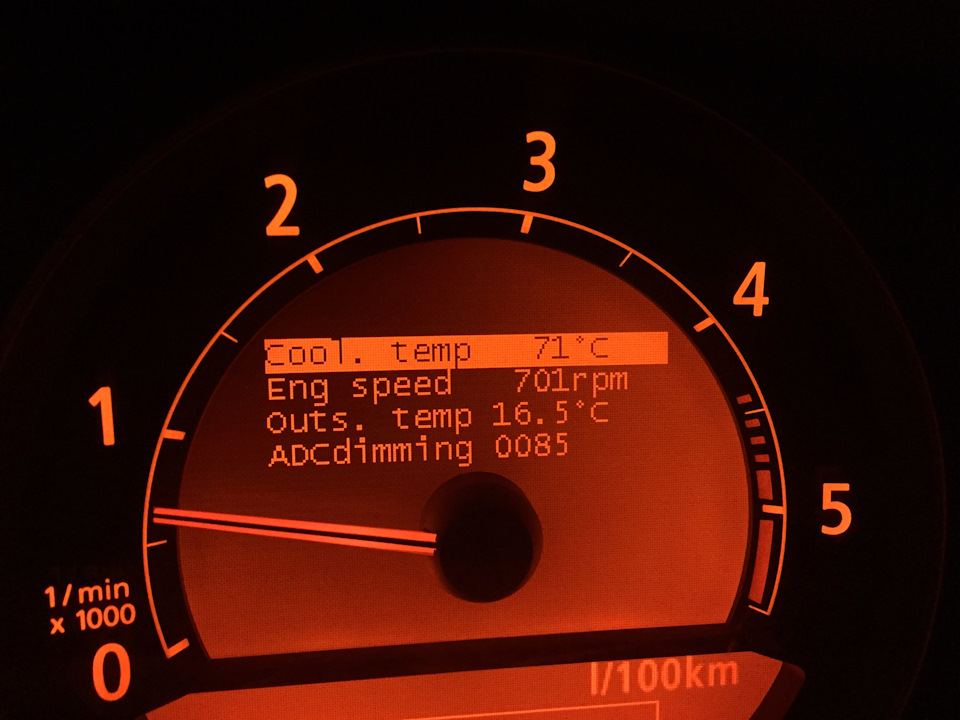 3
2
4
Cool. temp 71°C
Eng speed 701rpm
outs. temp 16.5°C
ADCdimming 0085
1
5
1/min
x 1000
0
l/100km